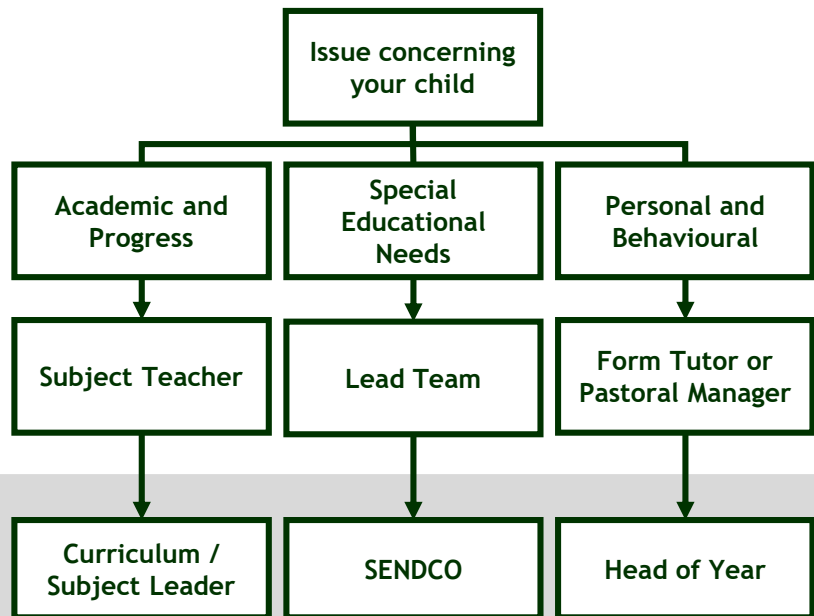 Issue concerning
your child
Academic and
Progress
Special
Educational
Needs
Personal and
Behavioural
Subject Teacher
Lead Team
Form Tutor or
Pastoral Manager
Curriculum /
Subject Leader
SENDCO
Head of Year